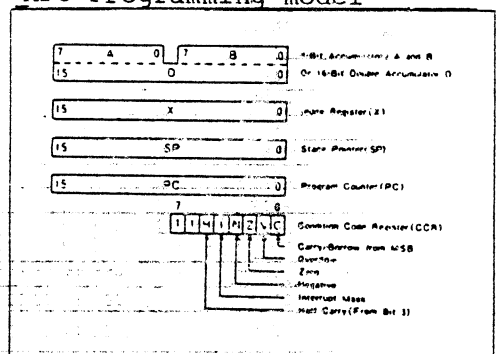 Programming model
7 A 0 7 B 0 8-Bit Accumulators A and B
15 D 0 Or 16-Bit Double Accumulator D
15 X 0 Index Register (X)
15 SP 0 Stack Pointer (SP)
15 PC 0 Program Counter (PC)
7 0
1 1 H I N Z V C Condition Code Register (CCR)
Carry/Borrow from MSB
Overflow
Zero
Negative
Interrupt Mask
Half Carry (From Bit 3)